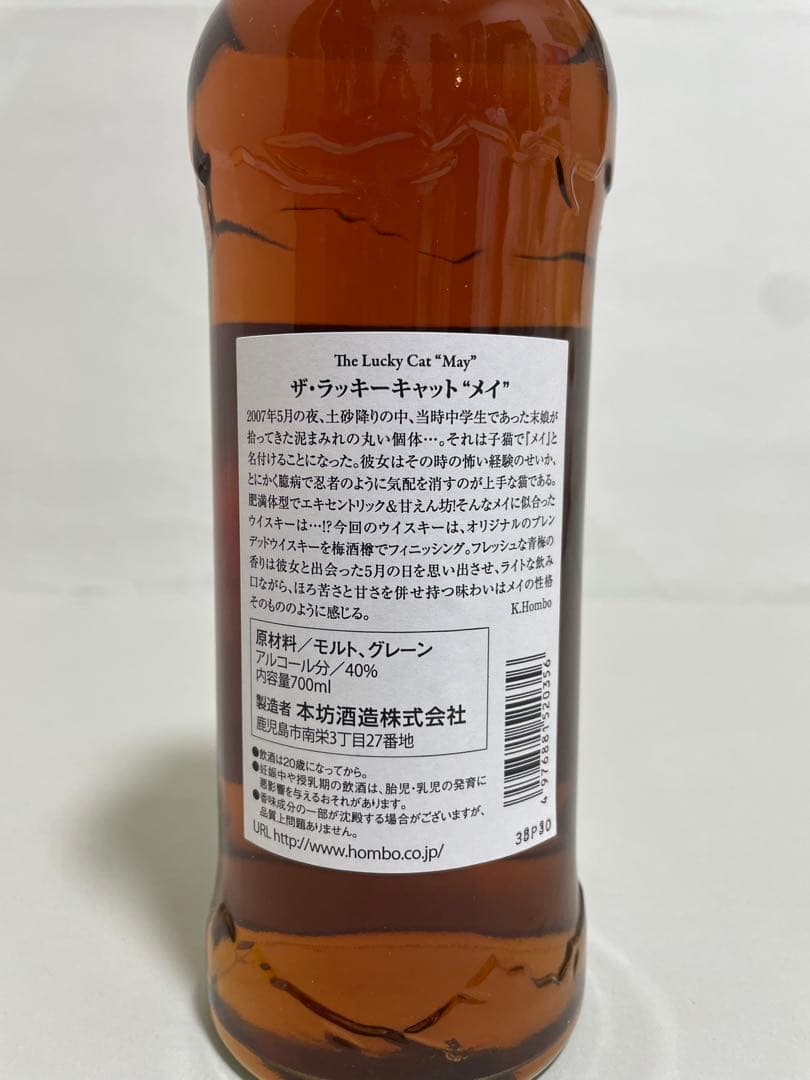 The Lucky Cat “May”
ザ・ラッキーキャット“メイ”
2007年5月の夜、土砂降りの中、当時中学生であった末娘が
拾ってきた泥まみれの丸い個体…。それは子猫で『メイ』と
名付けることになった。彼女はその時の怖い経験のせいか、
とにかく臆病で忍者のように気配を消すのが上手な猫である。
肥満体型でエキセントリック&甘えん坊!そんなメイに似合った
ウイスキーは…!?今回のウイスキーは、オリジナルのブレン
デッドウイスキーを梅酒樽でフィニッシング。フレッシュな青梅の
香りは彼女と出会った5月の日を思い出させ、ライトな飲み
口ながら、ほろ苦さと甘さを併せ持つ味わいはメイの性格
そのもののように感じる。 K.Hombo
原材料/モルト、グレーン
アルコール分/40%
内容量700ml
製造者 本坊酒造株式会社
鹿児島市南栄3丁目27番地
●飲酒は20歳になってから。
●妊娠中や授乳期の飲酒は、胎児・乳児の発育に
悪影響を与えるおそれがあります。
●香味成分の一部が沈殿する場合がございますが、
品質上問題ありません。
URL http://www.hombo.co.jp/
4976881520356